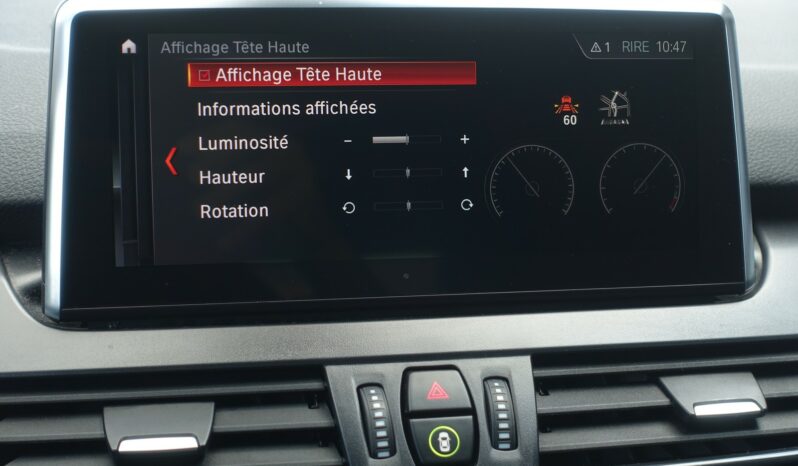 Affichage Tête Haute
1 RIRE 10:47
Affichage Tête Haute
Informations affichées
60
Luminosité - +
Hauteur
Rotation